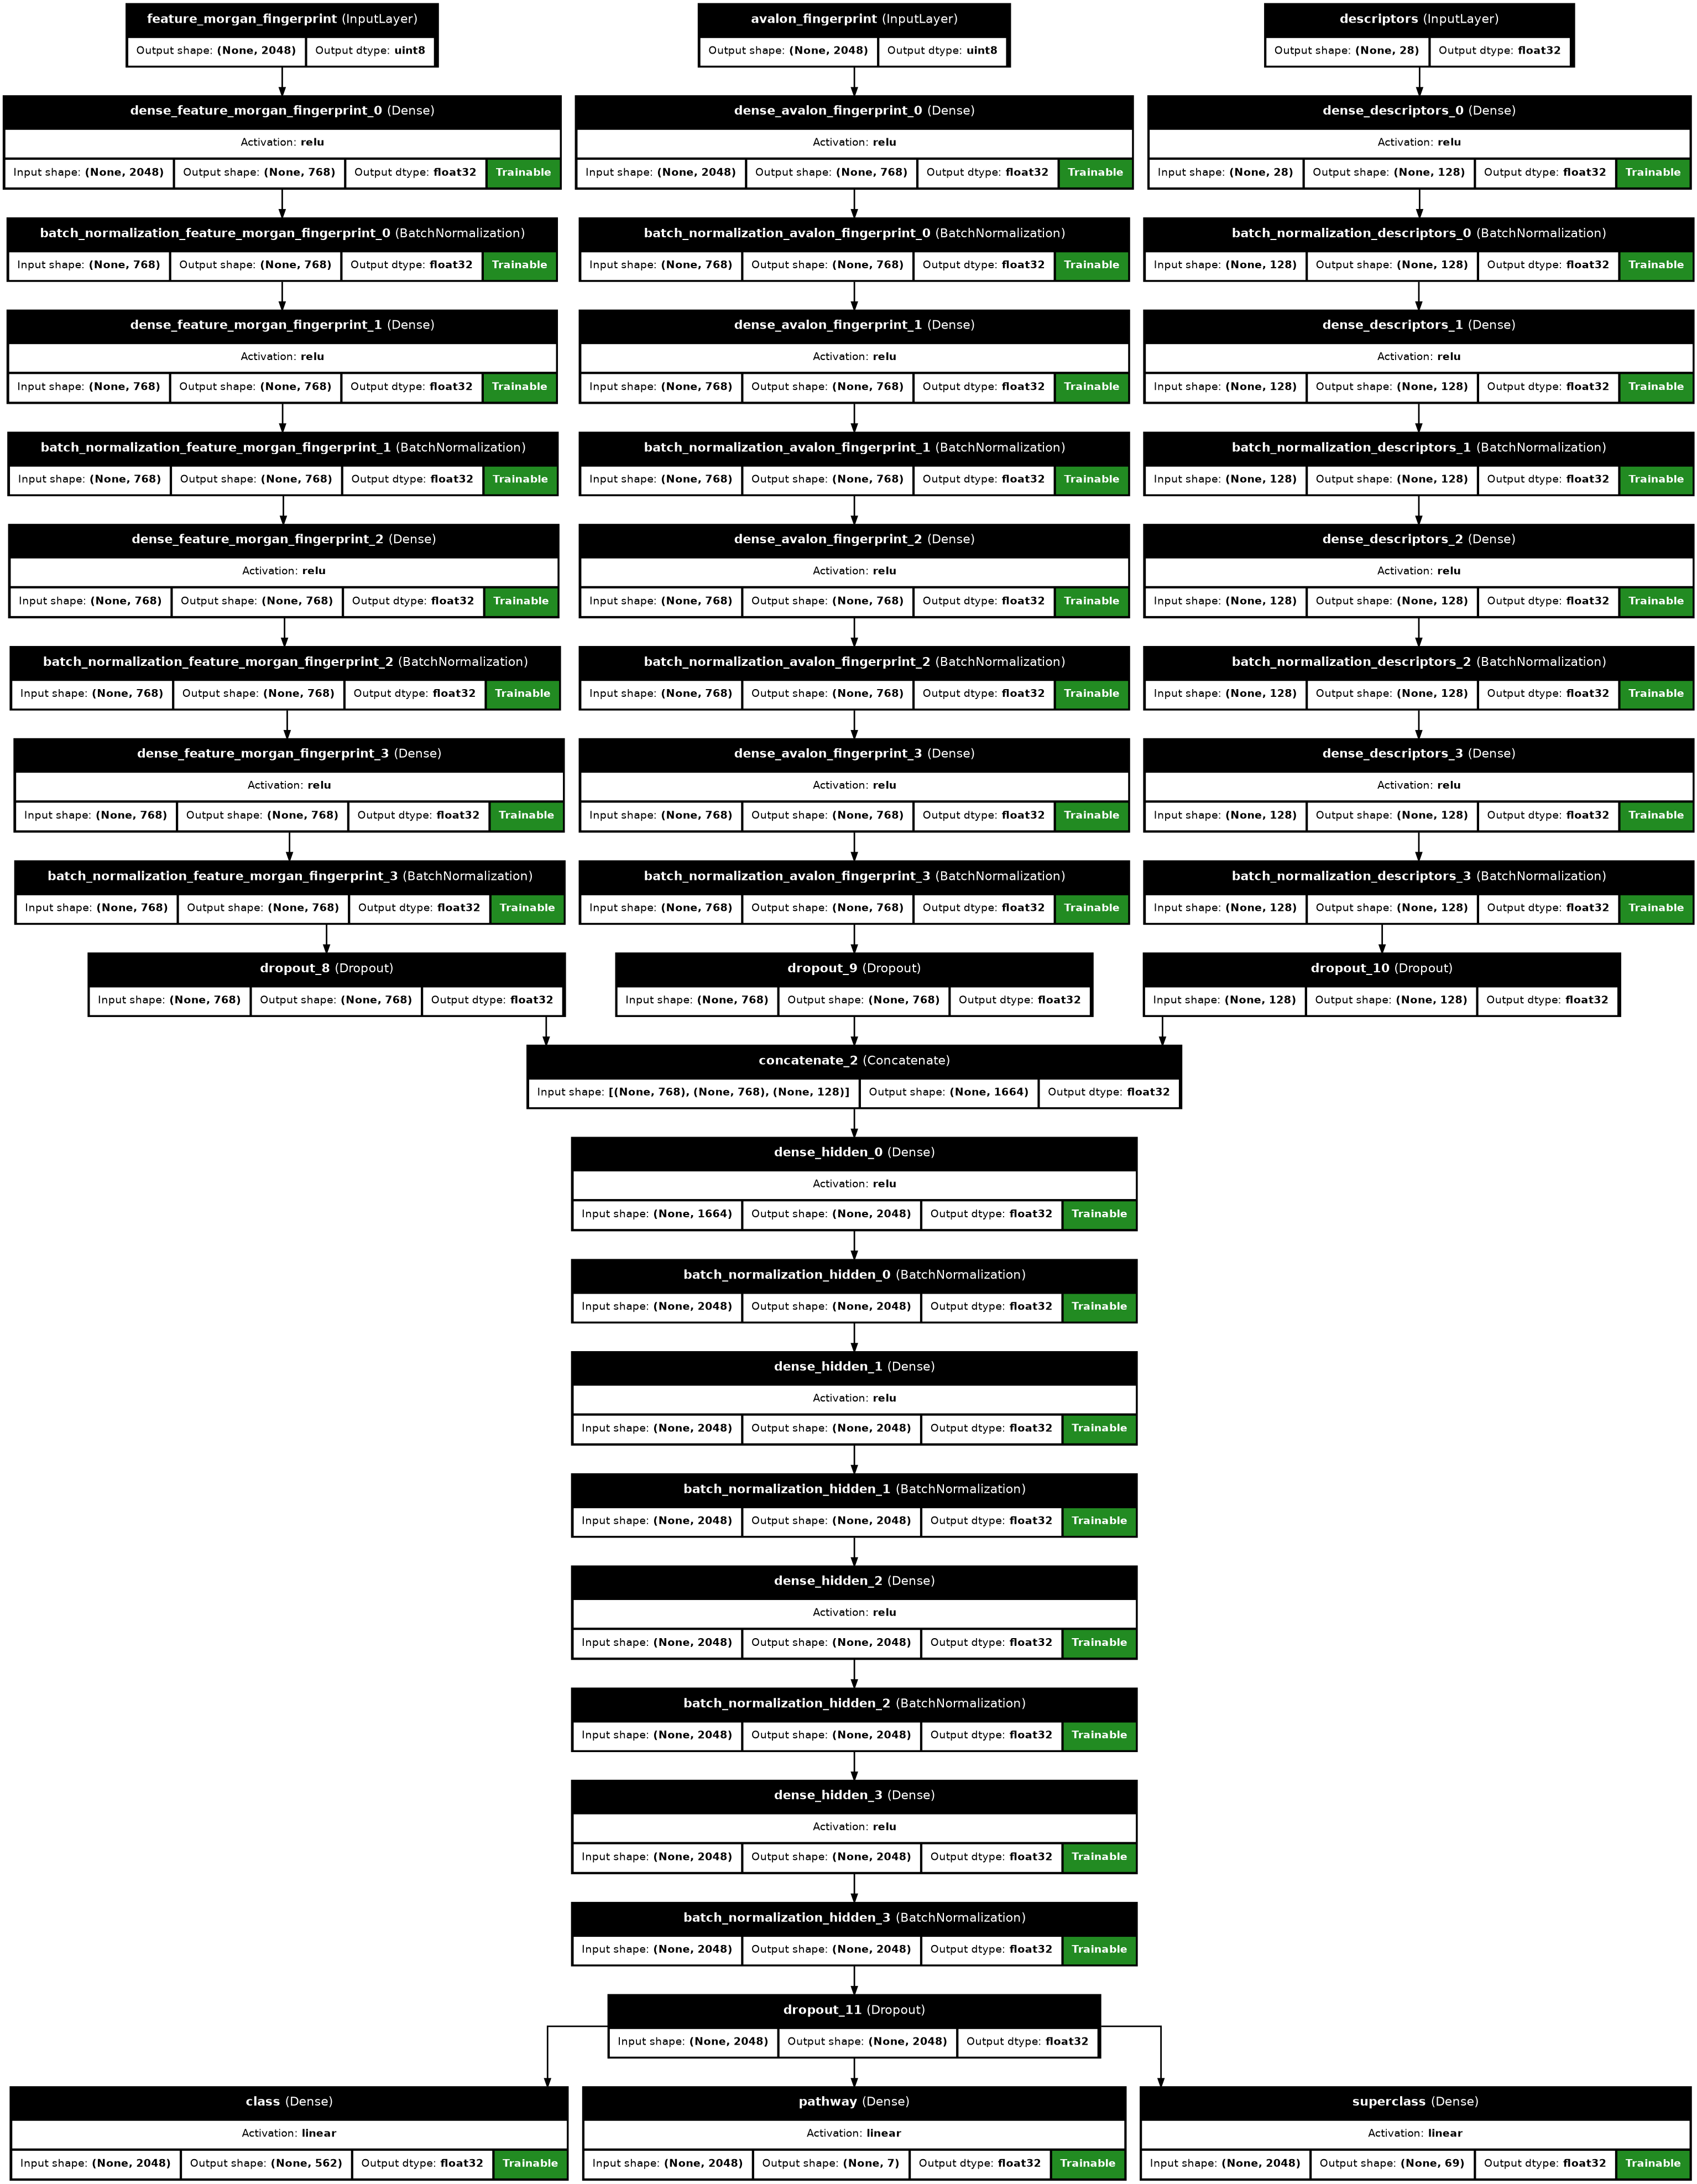 feature_morgan_fingerprint (InputLayer)
Output shape: (None, 2048) Output dtype: uint8
avalon_fingerprint (InputLayer)
Output shape: (None, 2048) Output dtype: uint8
descriptors (InputLayer)
Output shape: (None, 28) Output dtype: float32
dense_feature_morgan_fingerprint_0 (Dense)
Activation: relu
Input shape: (None, 2048) Output shape: (None, 768) Output dtype: float32 Trainable
dense_avalon_fingerprint_0 (Dense)
Activation: relu
Input shape: (None, 2048) Output shape: (None, 768) Output dtype: float32 Trainable
dense_descriptors_0 (Dense)
Activation: relu
Input shape: (None, 28) Output shape: (None, 128) Output dtype: float32 Trainable
batch_normalization_feature_morgan_fingerprint_0 (BatchNormalization)
Input shape: (None, 768) Output shape: (None, 768) Output dtype: float32 Trainable
batch_normalization_avalon_fingerprint_0 (BatchNormalization)
Input shape: (None, 768) Output shape: (None, 768) Output dtype: float32 Trainable
batch_normalization_descriptors_0 (BatchNormalization)
Input shape: (None, 128) Output shape: (None, 128) Output dtype: float32 Trainable
dense_feature_morgan_fingerprint_1 (Dense)
Activation: relu
Input shape: (None, 768) Output shape: (None, 768) Output dtype: float32 Trainable
dense_avalon_fingerprint_1 (Dense)
Activation: relu
Input shape: (None, 768) Output shape: (None, 768) Output dtype: float32 Trainable
dense_descriptors_1 (Dense)
Activation: relu
Input shape: (None, 128) Output shape: (None, 128) Output dtype: float32 Trainable
batch_normalization_feature_morgan_fingerprint_1 (BatchNormalization)
Input shape: (None, 768) Output shape: (None, 768) Output dtype: float32 Trainable
batch_normalization_avalon_fingerprint_1 (BatchNormalization)
Input shape: (None, 768) Output shape: (None, 768) Output dtype: float32 Trainable
batch_normalization_descriptors_1 (BatchNormalization)
Input shape: (None, 128) Output shape: (None, 128) Output dtype: float32 Trainable
dense_feature_morgan_fingerprint_2 (Dense)
Activation: relu
Input shape: (None, 768) Output shape: (None, 768) Output dtype: float32 Trainable
dense_avalon_fingerprint_2 (Dense)
Activation: relu
Input shape: (None, 768) Output shape: (None, 768) Output dtype: float32 Trainable
dense_descriptors_2 (Dense)
Activation: relu
Input shape: (None, 128) Output shape: (None, 128) Output dtype: float32 Trainable
batch_normalization_feature_morgan_fingerprint_2 (BatchNormalization)
Input shape: (None, 768) Output shape: (None, 768) Output dtype: float32 Trainable
batch_normalization_avalon_fingerprint_2 (BatchNormalization)
Input shape: (None, 768) Output shape: (None, 768) Output dtype: float32 Trainable
batch_normalization_descriptors_2 (BatchNormalization)
Input shape: (None, 128) Output shape: (None, 128) Output dtype: float32 Trainable
dense_feature_morgan_fingerprint_3 (Dense)
Activation: relu
Input shape: (None, 768) Output shape: (None, 768) Output dtype: float32 Trainable
dense_avalon_fingerprint_3 (Dense)
Activation: relu
Input shape: (None, 768) Output shape: (None, 768) Output dtype: float32 Trainable
dense_descriptors_3 (Dense)
Activation: relu
Input shape: (None, 128) Output shape: (None, 128) Output dtype: float32 Trainable
batch_normalization_feature_morgan_fingerprint_3 (BatchNormalization)
Input shape: (None, 768) Output shape: (None, 768) Output dtype: float32 Trainable
batch_normalization_avalon_fingerprint_3 (BatchNormalization)
Input shape: (None, 768) Output shape: (None, 768) Output dtype: float32 Trainable
batch_normalization_descriptors_3 (BatchNormalization)
Input shape: (None, 128) Output shape: (None, 128) Output dtype: float32 Trainable
dropout_8 (Dropout)
Input shape: (None, 768) Output shape: (None, 768) Output dtype: float32
dropout_9 (Dropout)
Input shape: (None, 768) Output shape: (None, 768) Output dtype: float32
dropout_10 (Dropout)
Input shape: (None, 128) Output shape: (None, 128) Output dtype: float32
concatenate_2 (Concatenate)
Input shape: [(None, 768), (None, 768), (None, 128)] Output shape: (None, 1664) Output dtype: float32
dense_hidden_0 (Dense)
Activation: relu
Input shape: (None, 1664) Output shape: (None, 2048) Output dtype: float32 Trainable
batch_normalization_hidden_0 (BatchNormalization)
Input shape: (None, 2048) Output shape: (None, 2048) Output dtype: float32 Trainable
dense_hidden_1 (Dense)
Activation: relu
Input shape: (None, 2048) Output shape: (None, 2048) Output dtype: float32 Trainable
batch_normalization_hidden_1 (BatchNormalization)
Input shape: (None, 2048) Output shape: (None, 2048) Output dtype: float32 Trainable
dense_hidden_2 (Dense)
Activation: relu
Input shape: (None, 2048) Output shape: (None, 2048) Output dtype: float32 Trainable
batch_normalization_hidden_2 (BatchNormalization)
Input shape: (None, 2048) Output shape: (None, 2048) Output dtype: float32 Trainable
dense_hidden_3 (Dense)
Activation: relu
Input shape: (None, 2048) Output shape: (None, 2048) Output dtype: float32 Trainable
batch_normalization_hidden_3 (BatchNormalization)
Input shape: (None, 2048) Output shape: (None, 2048) Output dtype: float32 Trainable
dropout_11 (Dropout)
Input shape: (None, 2048) Output shape: (None, 2048) Output dtype: float32
class (Dense)
Activation: linear
Input shape: (None, 2048) Output shape: (None, 562) Output dtype: float32 Trainable
pathway (Dense)
Activation: linear
Input shape: (None, 2048) Output shape: (None, 7) Output dtype: float32 Trainable
superclass (Dense)
Activation: linear
Input shape: (None, 2048) Output shape: (None, 69) Output dtype: float32 Trainable